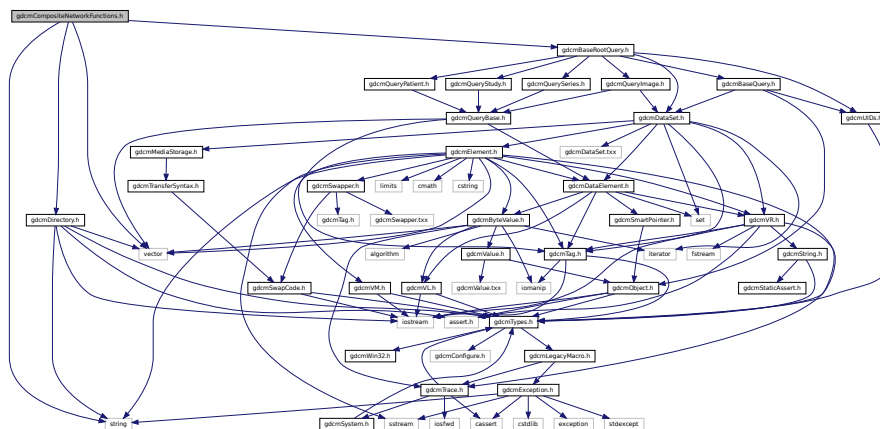 gdcmCompositeNetworkFunctions.h
gdcmBaseRootQuery.h
gdcmQueryPatient.h
gdcmQueryStudy.h
gdcmQuerySeries.h
gdcmQueryImage.h
gdcmBaseQuery.h
gdcmQueryBase.h
gdcmDataSet.h
gdcmUIDs.h
gdcmMediaStorage.h
gdcmElement.h
gdcmDataSet.txx
gdcmTransferSyntax.h
gdcmSwapper.h
limits
cmath
cstring
gdcmDataElement.h
gdcmDirectory.h
gdcmTag.h
gdcmSwapper.txx
gdcmByteValue.h
gdcmSmartPointer.h
set
gdcmVR.h
vector
algorithm
gdcmValue.h
gdcmTag.h
iterator
fstream
gdcmString.h
gdcmSwapCode.h
gdcmVM.h
gdcmVL.h
gdcmValue.txx
iomanip
gdcmObject.h
gdcmStaticAssert.h
iostream
assert.h
gdcmTypes.h
gdcmWin32.h
gdcmConfigure.h
gdcmLegacyMacro.h
gdcmTrace.h
gdcmException.h
string
gdcmSystem.h
sstream
iosfwd
cassert
cstdlib
exception
stdexcept